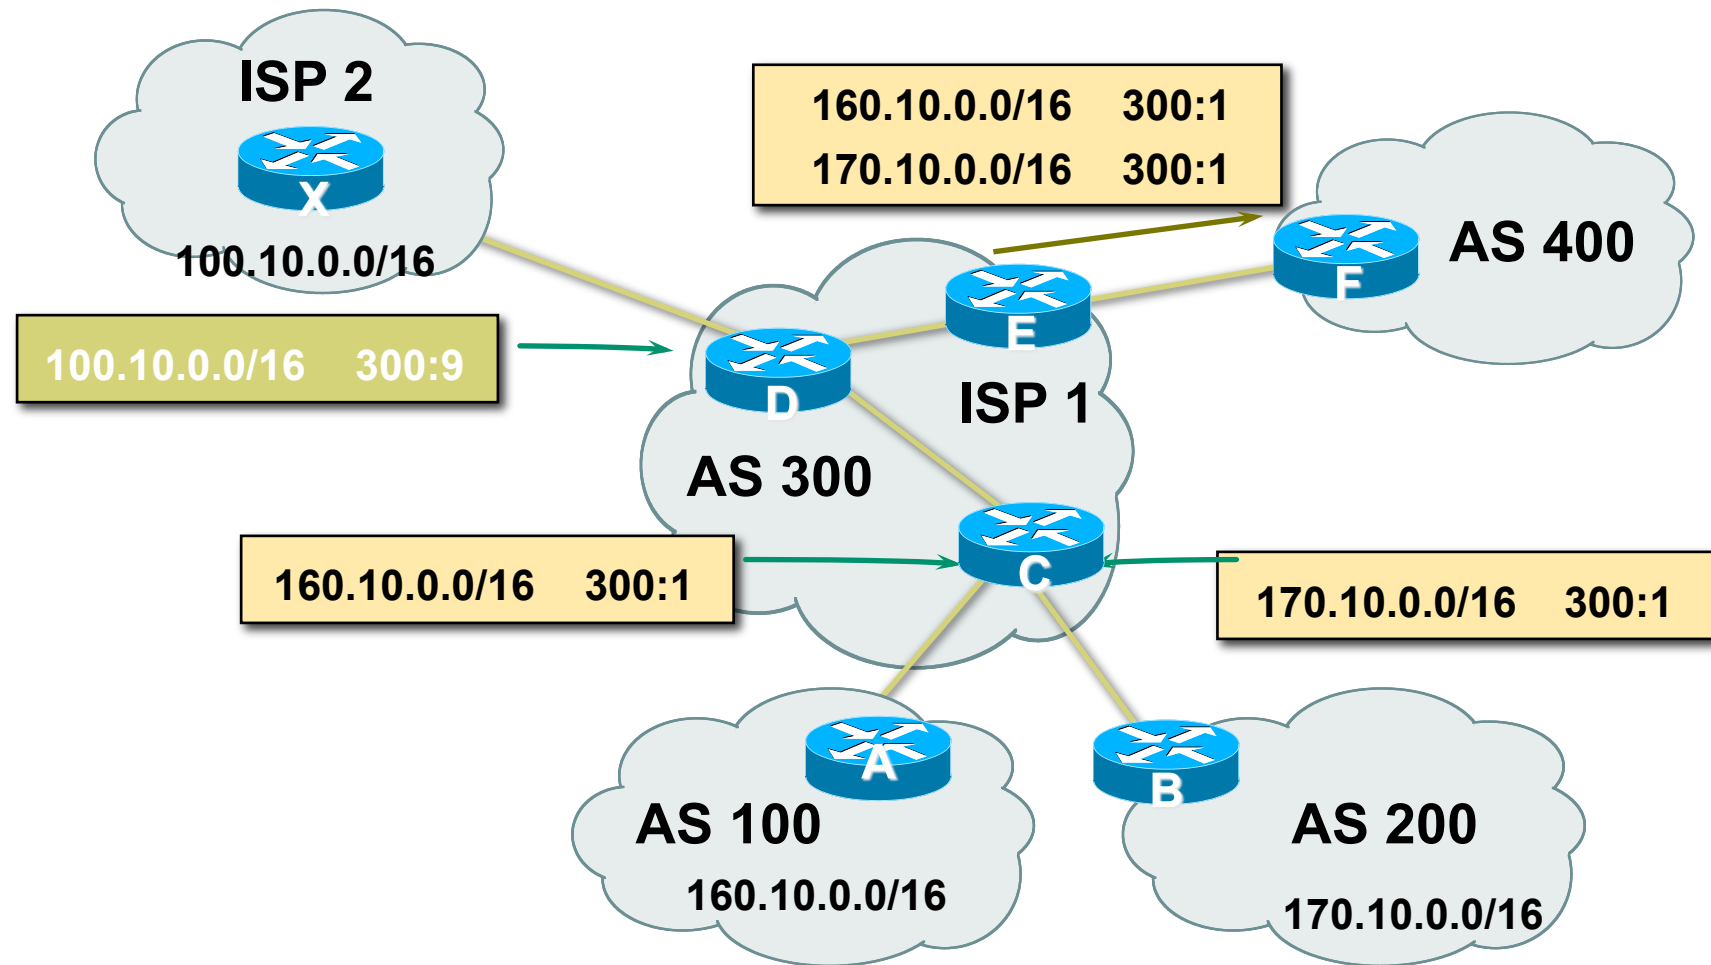 ISP 2
X
100.10.0.0/16
160.10.0.0/16 300:1
170.10.0.0/16 300:1
AS 400
F
E
100.10.0.0/16 300:9
D
ISP 1
AS 300
C
160.10.0.0/16 300:1
170.10.0.0/16 300:1
A
AS 100
160.10.0.0/16
B
AS 200
170.10.0.0/16